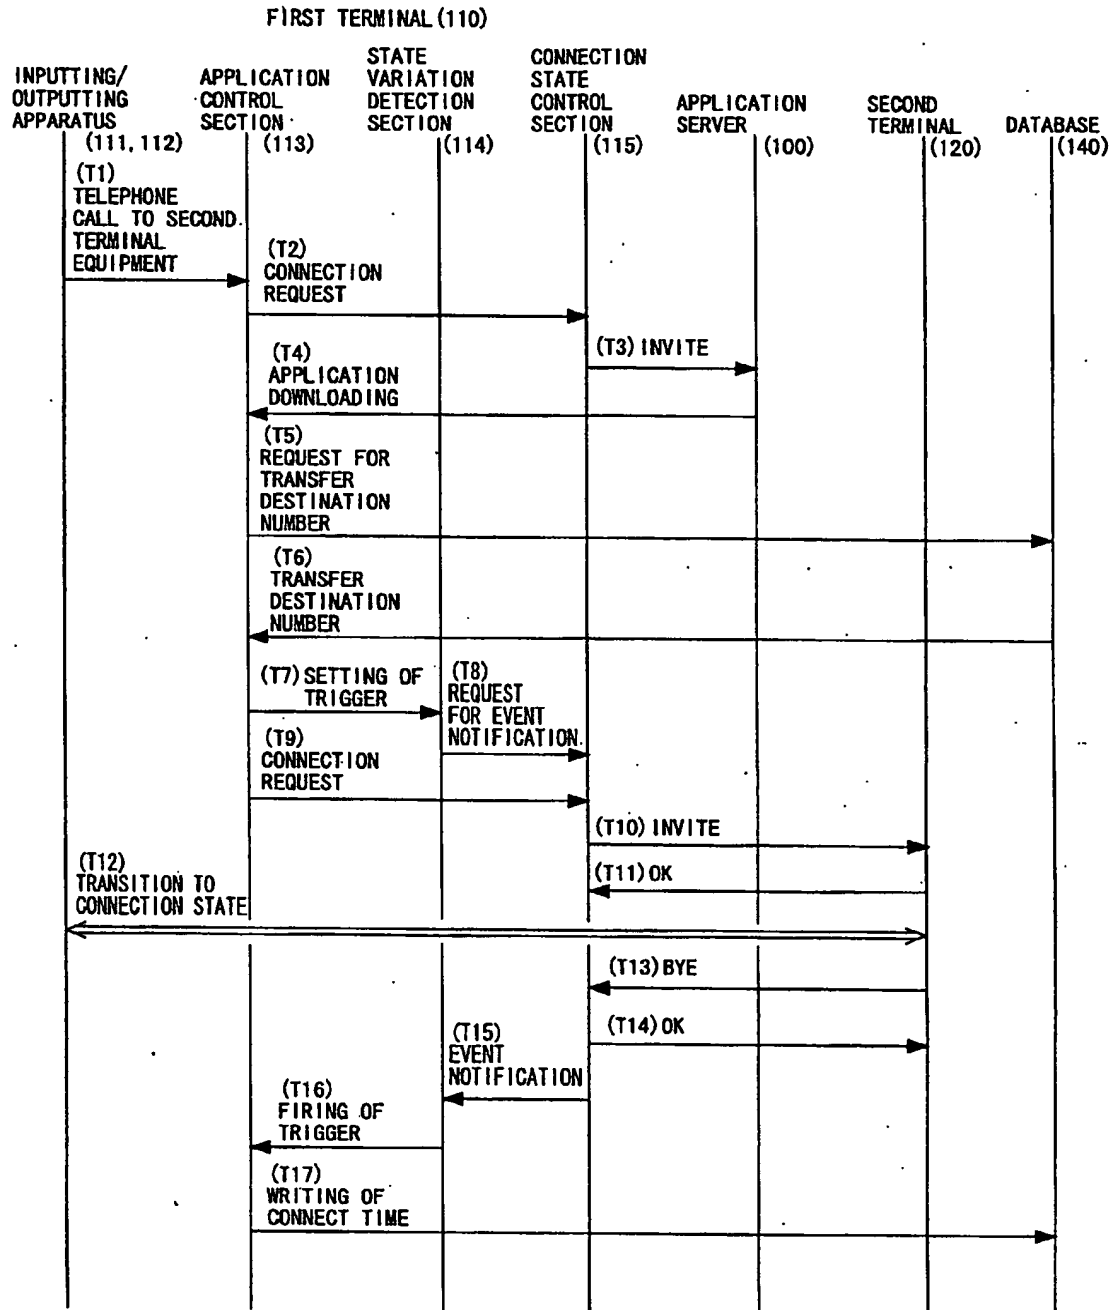 FIRST TERMINAL(110)
INPUTTING/
OUTPUTTING
APPARATUS
(111,112)
APPLICATION
CONTROL
SECTION
(113)
STATE
VARIATION
DETECTION
SECTION
(114)
CONNECTION
STATE
CONTROL
SECTION
(115)
APPLICATION
SERVER
(100)
SECOND
TERMINAL
(120)
DATABASE
(140)
(T1)
TELEPHONE
CALL TO SECOND
TERMINAL
EQUIPMENT
(T2)
CONNECTION
REQUEST
(T3)INVITE
(T4)
APPLICATION
DOWNLOADING
(T5)
REQUEST FOR
TRANSFER
DESTINATION
NUMBER
(T6)
TRANSFER
DESTINATION
NUMBER
(T7)SETTING OF
TRIGGER
(T8)
REQUEST
FOR EVENT
NOTIFICATION
(T9)
CONNECTION
REQUEST
(T10)INVITE
(T11)OK
(T12)
TRANSITION TO
CONNECTION STATE
(T13)BYE
(T14)OK
(T15)
EVENT
NOTIFICATION
(T16)
FIRING OF
TRIGGER
(T17)
WRITING OF
CONNECT TIME